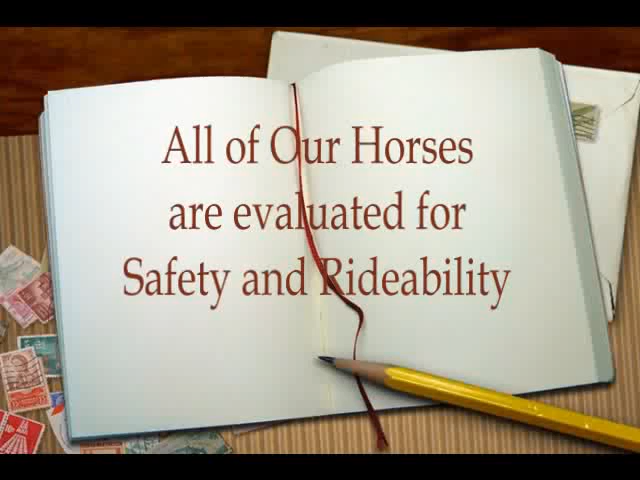 All of Our Horses
are evaluated for
Safety and Rideability